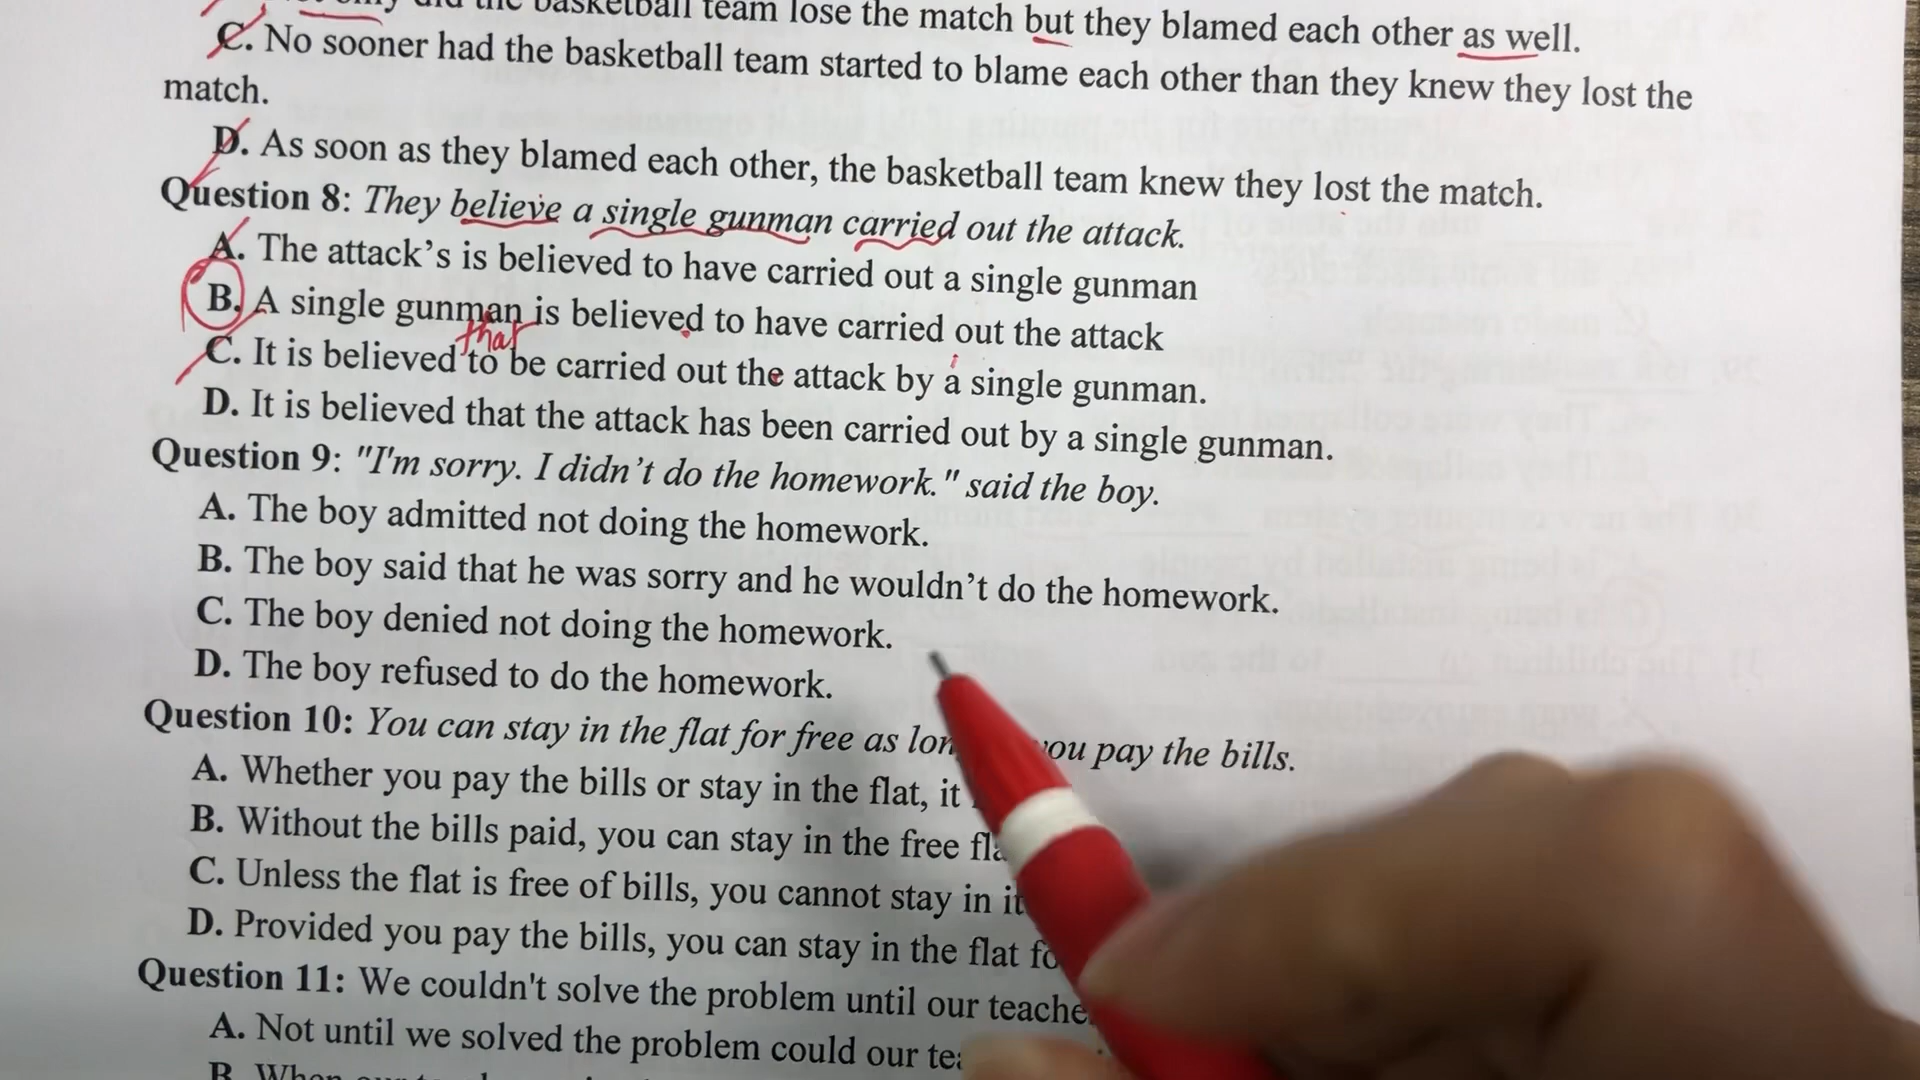 did the basketball team lose the match but they blamed each other as well.
C. No sooner had the basketball team started to blame each other than they knew they lost the
match.
D. As soon as they blamed each other, the basketball team knew they lost the match.
Question 8: They believe a single gunman carried out the attack.
A. The attack's is believed to have carried out a single gunman
B. A single gunman is believed to have carried out the attack
that
C. It is believed to be carried out the attack by a single gunman.
D. It is believed that the attack has been carried out by a single gunman.
Question 9: "I'm sorry. I didn't do the homework." said the boy.
A. The boy admitted not doing the homework.
B. The boy said that he was sorry and he wouldn't do the homework.
C. The boy denied not doing the homework.
D. The boy refused to do the homework.
Question 10: You can stay in the flat for free as you pay the bills.
A. Whether you pay the bills or stay in the flat, it
B. Without the bills paid, you can stay in the free
C. Unless the flat is free of bills, you cannot stay in it
D. Provided you pay the bills, you can stay in the flat
Question 11: We couldn't solve the problem until our
A. Not until we solved the problem could our
B.